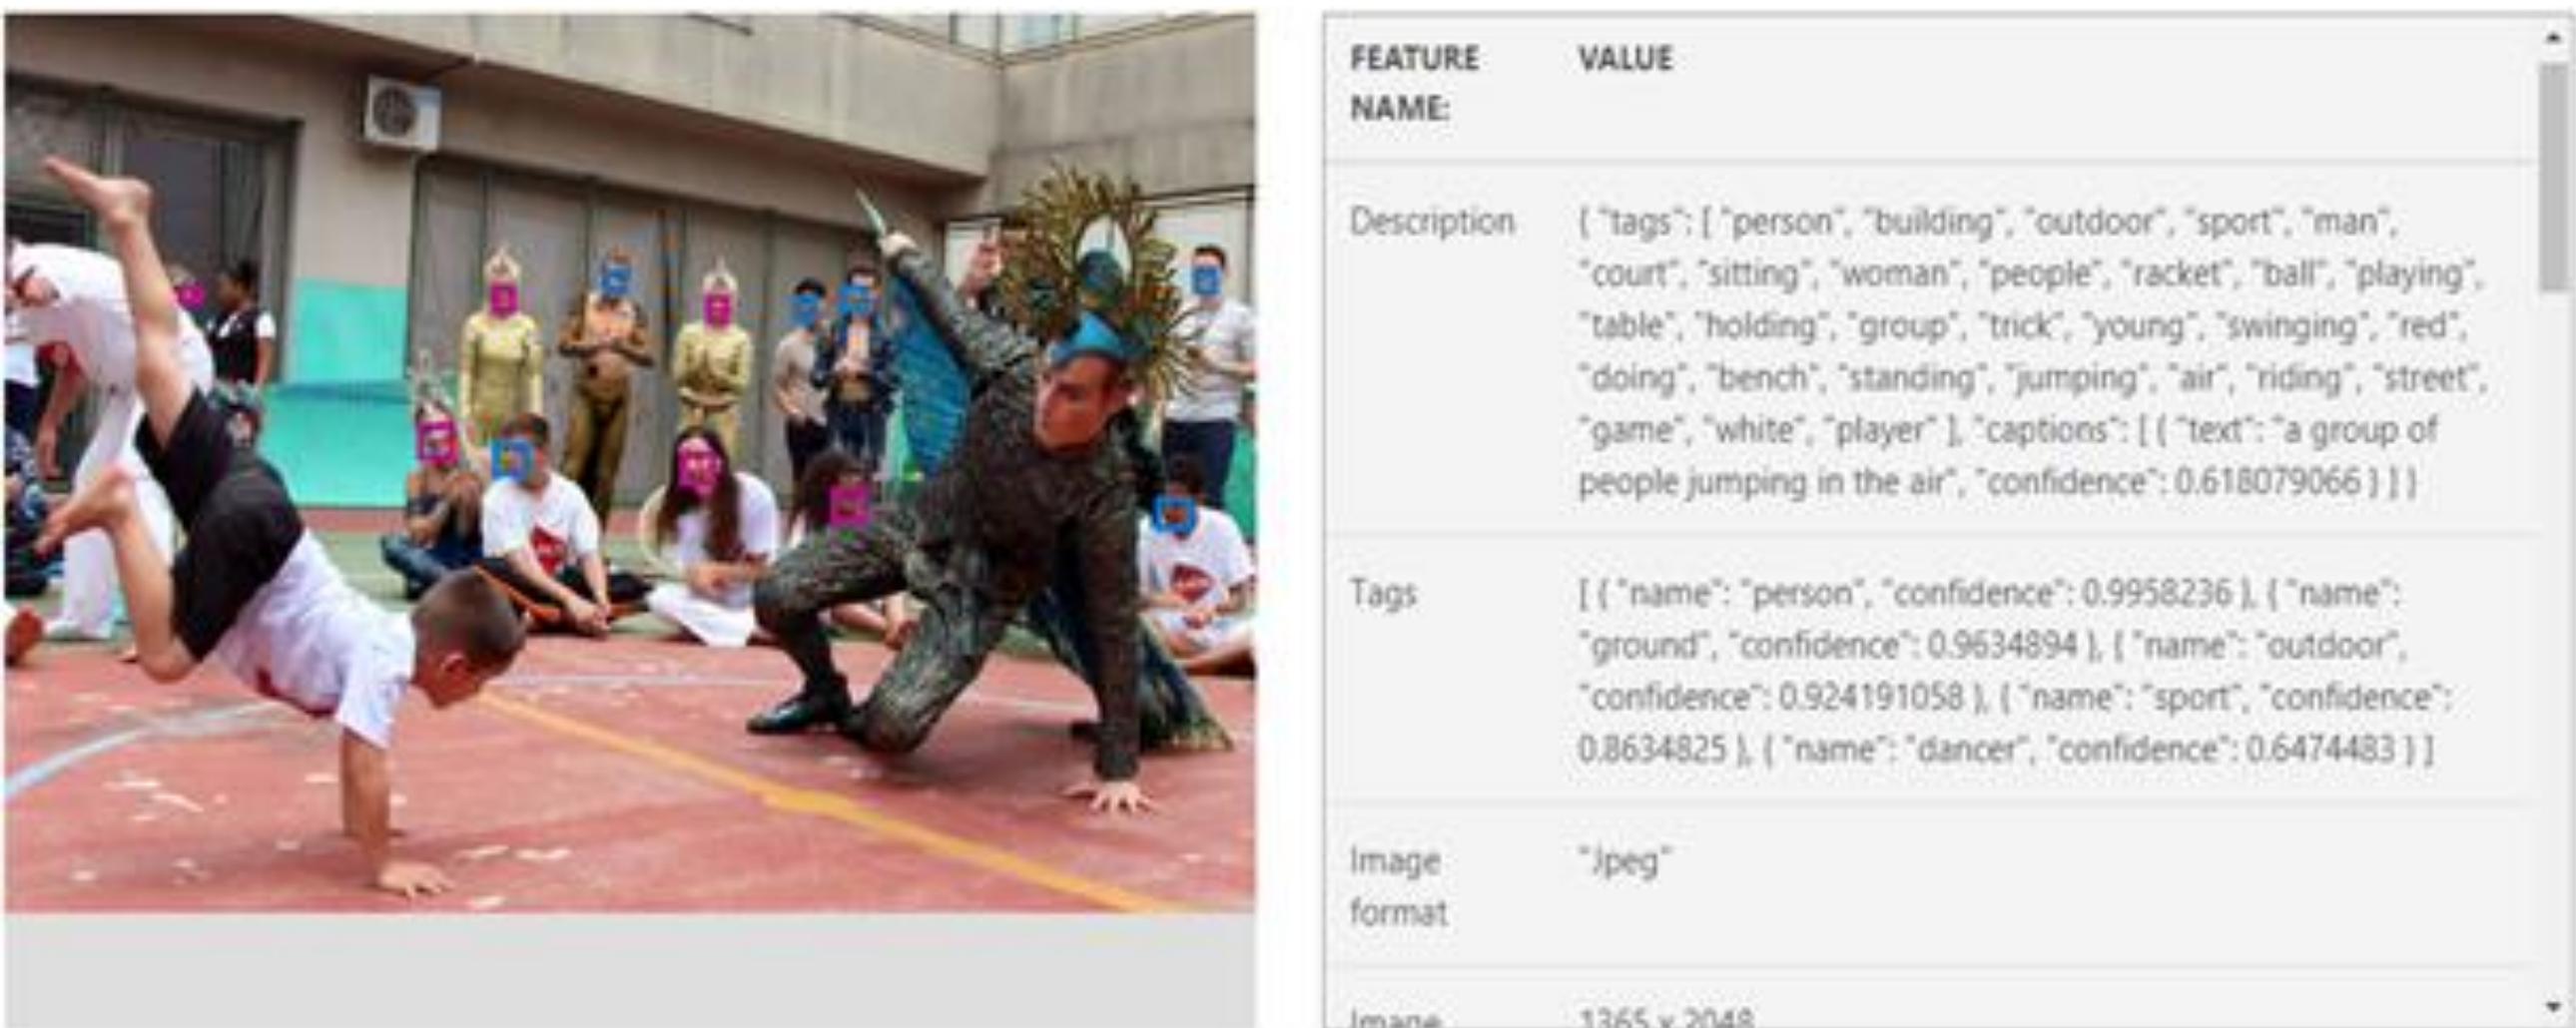 FEATURE NAME: VALUE
Description { "tags": [ "person", "building", "outdoor", "sport", "man",
"court", "sitting", "woman", "people", "racket", "ball", "playing",
"table", "holding", "group", "trick", "young", "swinging", "red",
"doing", "bench", "standing", "jumping", "air", "riding", "street",
"game", "white", "player" ], "captions": [ { "text": "a group of
people jumping in the air", "confidence": 0.618079066 } ] }
Tags [ { "name": "person", "confidence": 0.9958236 }, { "name":
"ground", "confidence": 0.9634894 }, { "name": "outdoor",
"confidence": 0.924191058 }, { "name": "sport", "confidence":
0.8634825 }, { "name": "dancer", "confidence": 0.6474483 } ]
Image format "Jpeg"
Image 1365 x 2048